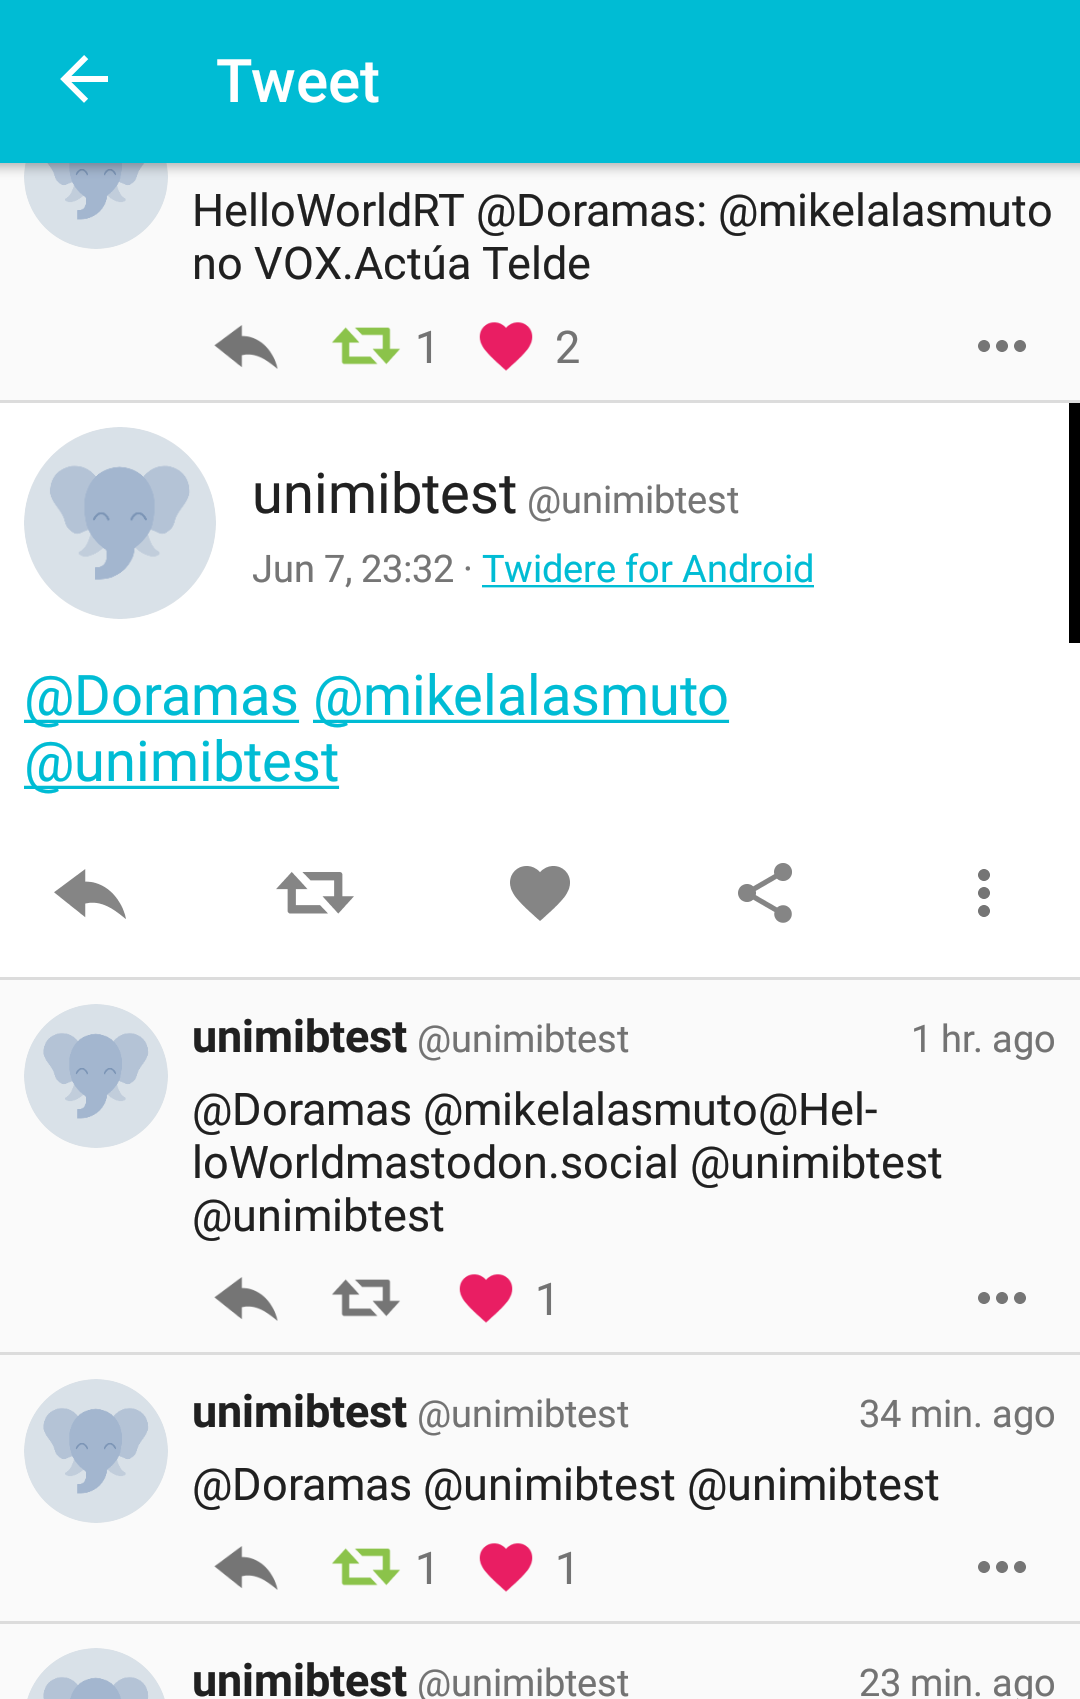 Tweet
HelloWorldRT @Doramas: @mikelalasmuto
no VOX.Actúa Telde
1 2
unimibtest @unimibtest
Jun 7, 23:32 · Twidere for Android
@Doramas @mikelalasmuto
@unimibtest
unimibtest @unimibtest 1 hr. ago
@Doramas @mikelalasmuto@Hel-
loWorldmastodon.social @unimibtest
@unimibtest
1
unimibtest @unimibtest 34 min. ago
@Doramas @unimibtest @unimibtest
1 1
unimibtest @unimibtest 23 min. ago